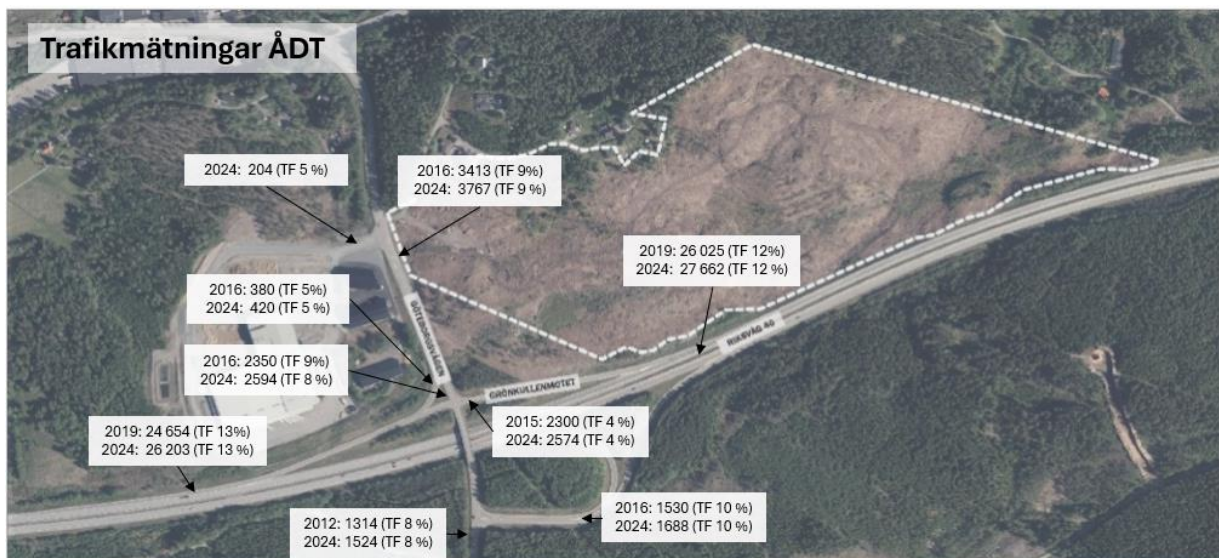 Trafikmätningar ÅDT
2024: 204 (TF 5 %)
2016: 3413 (TF 9%)
2024: 3767 (TF 9 %)
2019: 26 025 (TF 12%)
2024: 27 662 (TF 12 %)
2016: 380 (TF 5%)
2024: 420 (TF 5 %)
GÖTEBORGSVÄGEN
RIKSVÄG 40
2016: 2350 (TF 9%)
2024: 2594 (TF 8 %)
GRÖNKULLENMOTET
2015: 2300 (TF 4 %)
2024: 2574 (TF 4 %)
2019: 24 654 (TF 13%)
2024: 26 203 (TF 13 %)
2012: 1314 (TF 8 %)
2024: 1524 (TF 8 %)
2016: 1530 (TF 10 %)
2024: 1688 (TF 10 %)